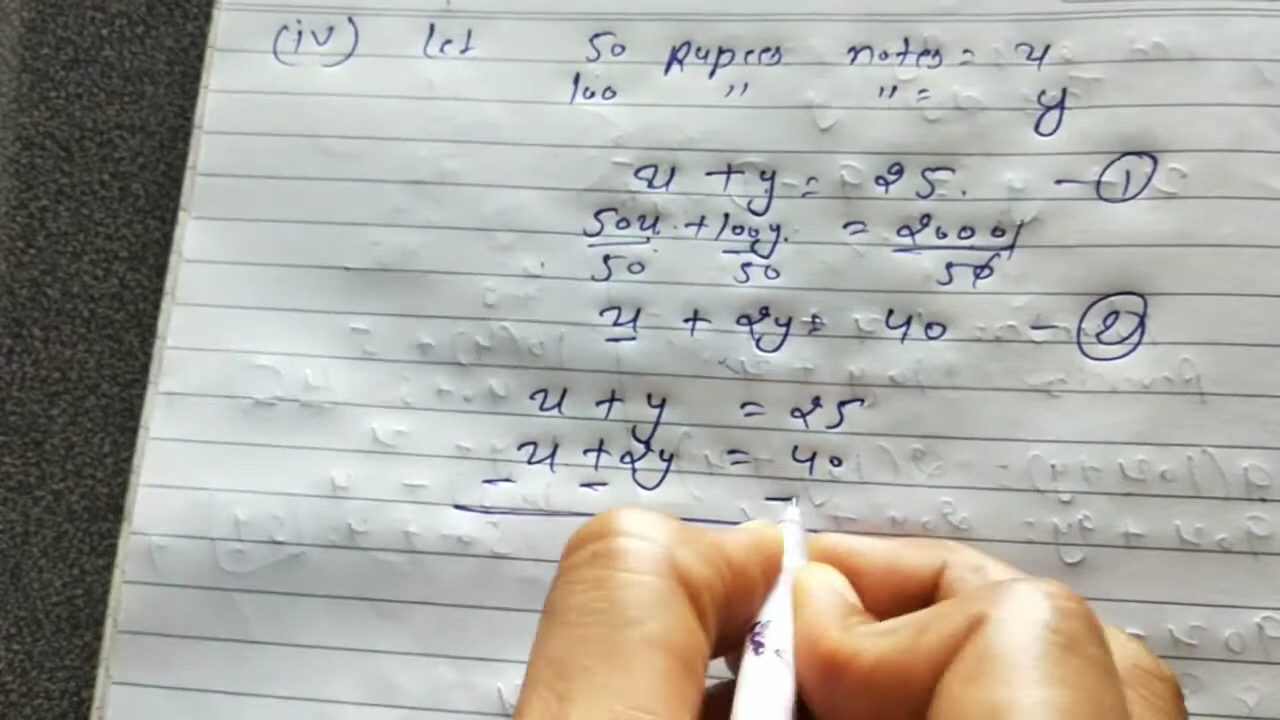 (iv) Let 50 Rupees notes = x
100 " " = y
x + y = 25. - ①
50x + 100y. = 2000
50 50 50
x + 2y = 40 - ②
x + y = 25
x + 2y = 40
- - -